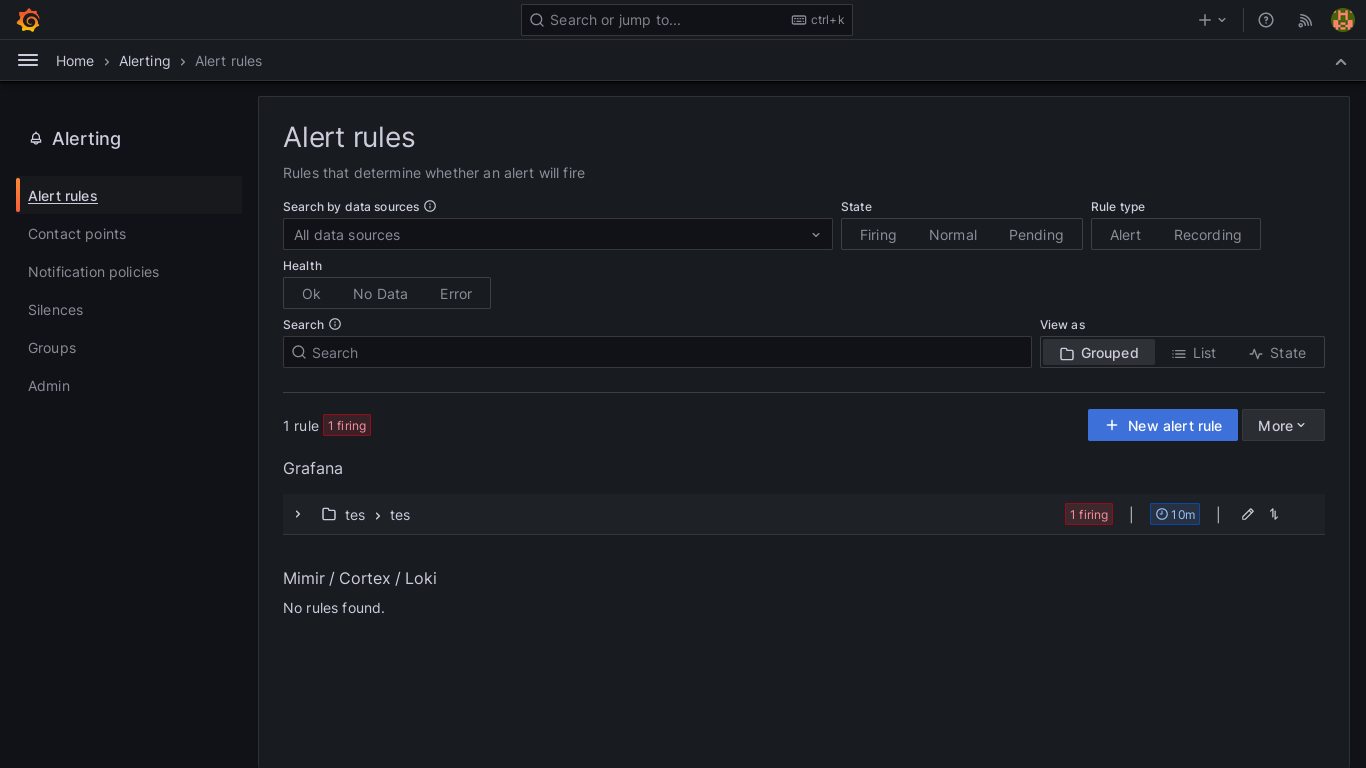 Search or jump to...
ctrl+k
Home
Alerting
Alert rules
Alerting
Alert rules
Contact points
Notification policies
Silences
Groups
Admin
Alert rules
Rules that determine whether an alert will fire
Search by data sources
All data sources
State
Firing Normal Pending
Rule type
Alert Recording
Health
Ok No Data Error
Search
Search
View as
Grouped List State
1 rule 1 firing
New alert rule More
Grafana
tes tes 1 firing | 10m |
Mimir / Cortex / Loki
No rules found.